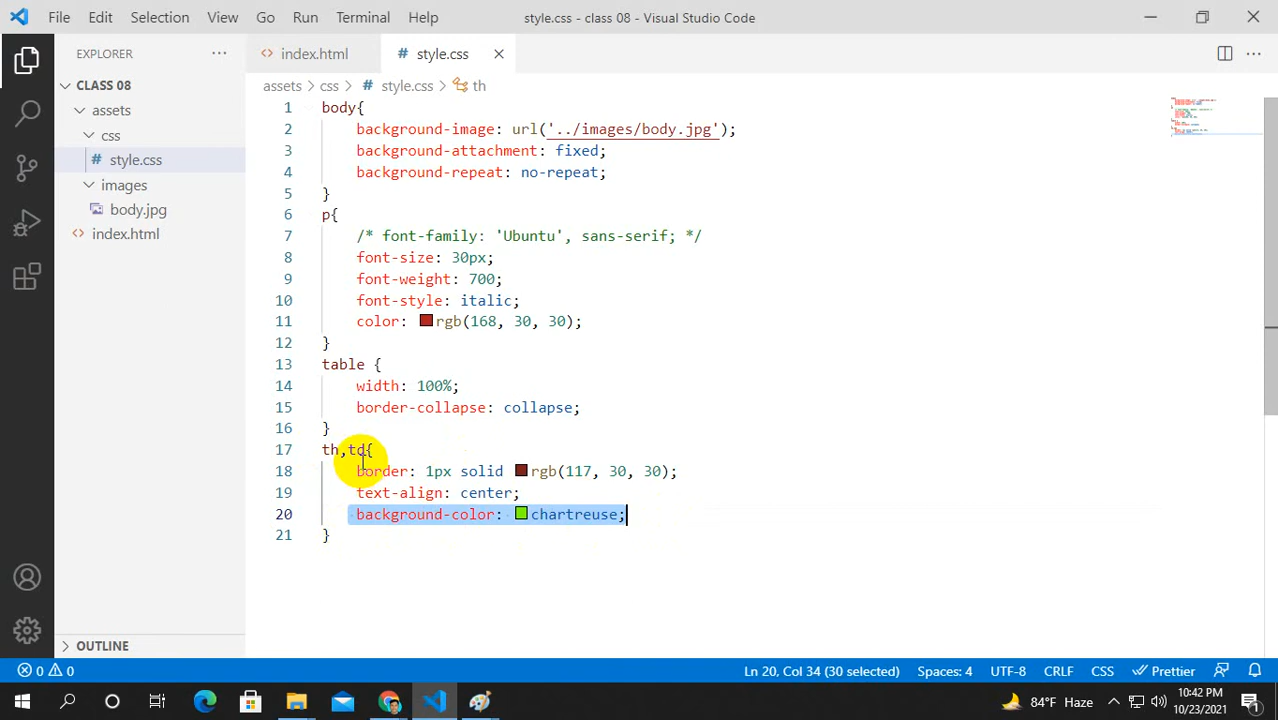 File Edit Selection View Go Run Terminal Help style.css - class 08 - Visual Studio Code
EXPLORER ···
CLASS 08
assets
css
# style.css
images
body.jpg
<> index.html
OUTLINE
<> index.html # style.css ×
assets > css > # style.css > th
1 body{
2 background-image: url('../images/body.jpg');
3 background-attachment: fixed;
4 background-repeat: no-repeat;
5 }
6 p{
7 /* font-family: 'Ubuntu', sans-serif; */
8 font-size: 30px;
9 font-weight: 700;
10 font-style: italic;
11 color: rgb(168, 30, 30);
12 }
13 table {
14 width: 100%;
15 border-collapse: collapse;
16 }
17 th,td{
18 border: 1px solid rgb(117, 30, 30);
19 text-align: center;
20 background-color: chartreuse;
21 }
0 0 Ln 20, Col 34 (30 selected) Spaces: 4 UTF-8 CRLF CSS Prettier
84°F Haze 10:42 PM
10/23/2021
1